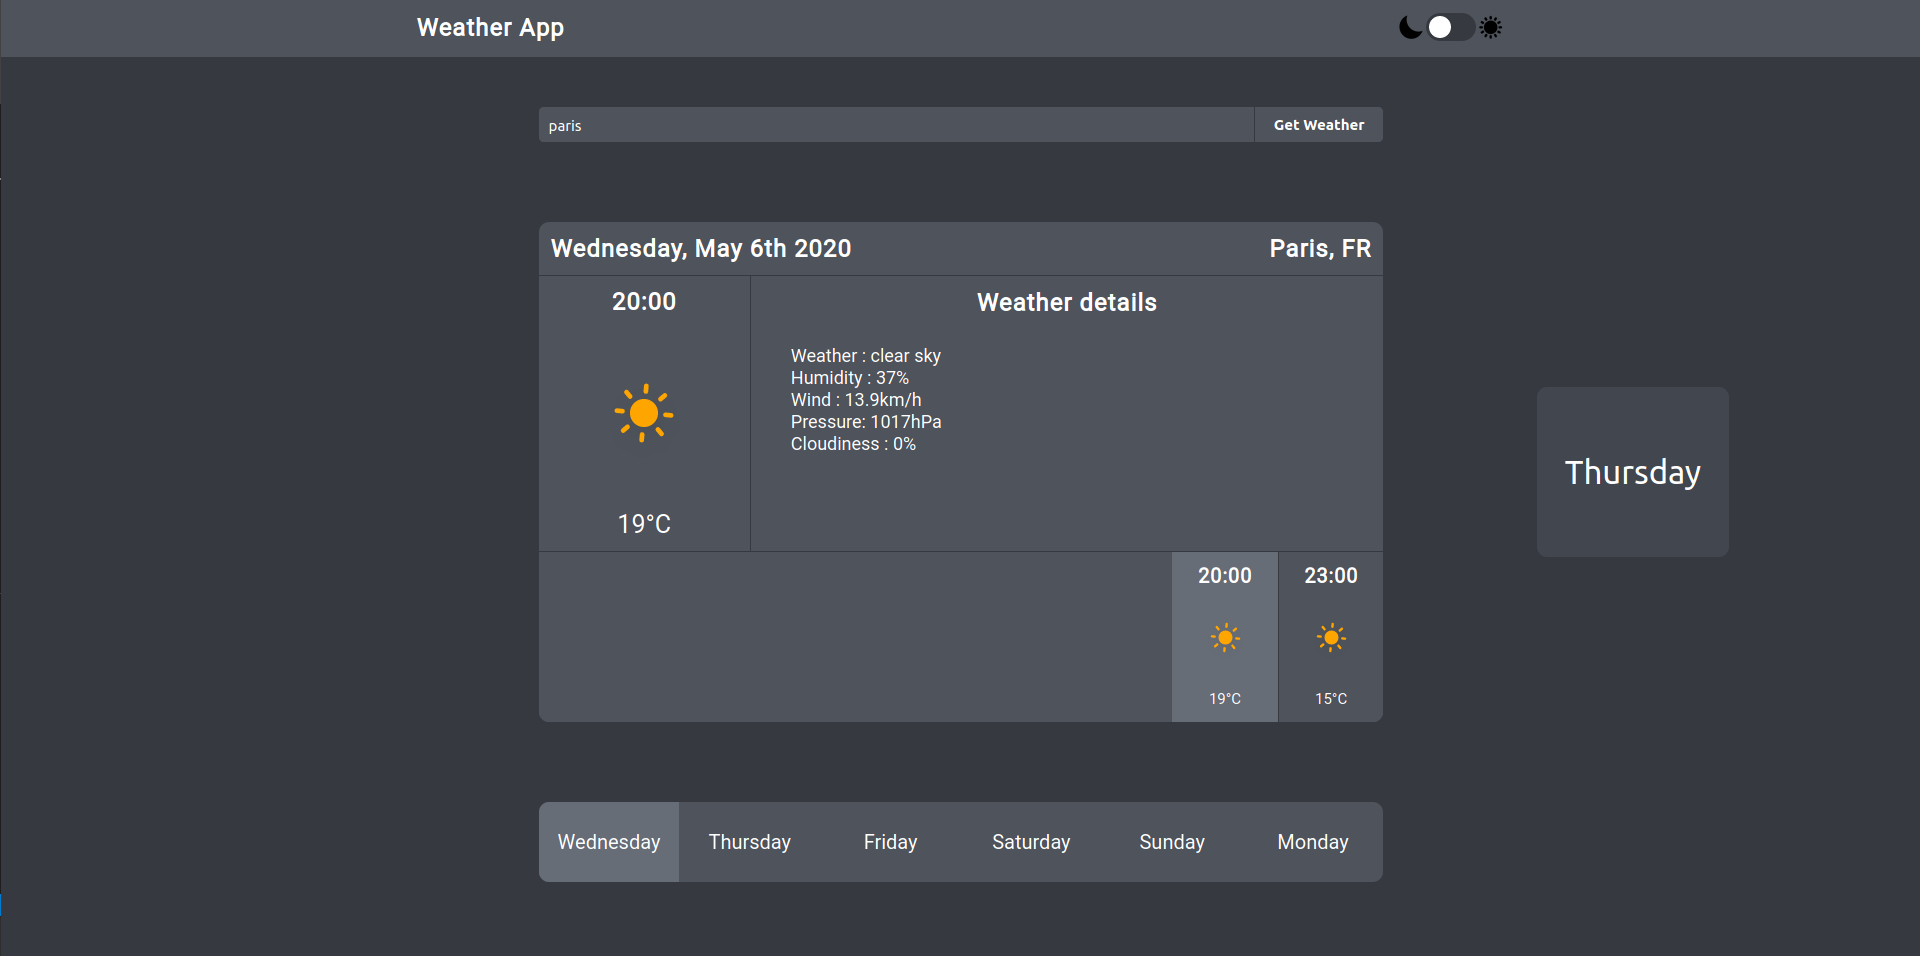 Weather App
paris
Get Weather
Wednesday, May 6th 2020
Paris, FR
20:00
19°C
Weather details
Weather : clear sky
Humidity : 37%
Wind : 13.9km/h
Pressure: 1017hPa
Cloudiness : 0%
Thursday
20:00
19°C
23:00
15°C
Wednesday
Thursday
Friday
Saturday
Sunday
Monday